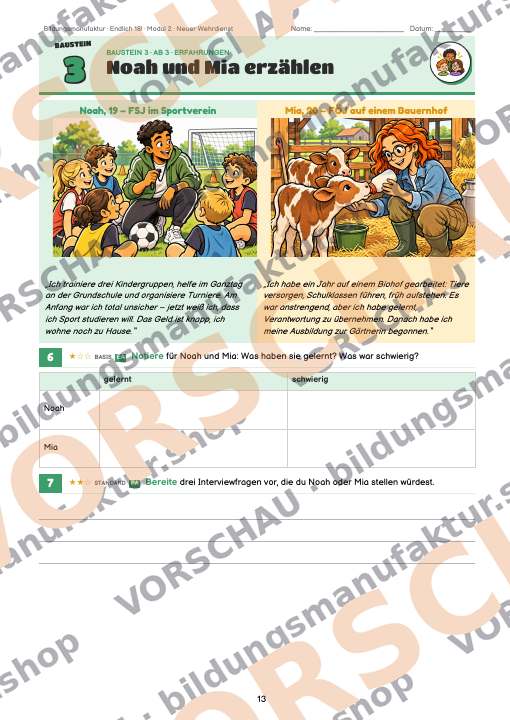 Bildungsmanufaktur · Endlich 18! · Modul 2 · Neuer Wehrdienst Name: Datum:
BAUSTEIN
3
BAUSTEIN 3 · AB 3 · ERFAHRUNGEN
Noah und Mia erzählen
Noah, 19 – FSJ im Sportverein
Mia, 20 – FÖJ auf einem Bauernhof
„Ich trainiere drei Kindergruppen, helfe im Ganztag
an der Grundschule und organisiere Turniere. Am
Anfang war ich total unsicher – jetzt weiß ich, dass
ich Sport studieren will. Das Geld ist knapp, ich
wohne noch zu Hause."
„Ich habe ein Jahr auf einem Biohof gearbeitet: Tiere
versorgen, Schulklassen führen, früh aufstehen. Es
war anstrengend, aber ich habe gelernt,
Verantwortung zu übernehmen. Danach habe ich
meine Ausbildung zur Gärtnerin begonnen."
6 BASIS EA Notiere für Noah und Mia: Was haben sie gelernt? Was war schwierig?
gelernt schwierig
Noah
Mia
7 STANDARD Bereite drei Interviewfragen vor, die du Noah oder Mia stellen würdest.
13
VORSCHAU · bildungsmanufaktur.shop